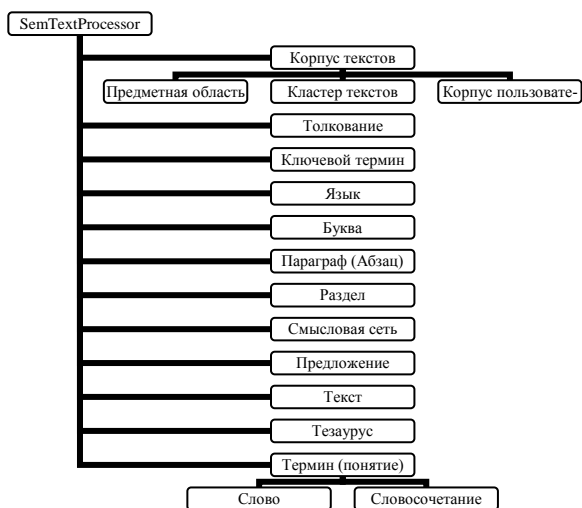 SemTextProcessor
Корпус текстов
Предметная область
Кластер текстов
Корпус пользовате-
Толкование
Ключевой термин
Язык
Буква
Параграф (Абзац)
Раздел
Смысловая сеть
Предложение
Текст
Тезаурус
Термин (понятие)
Слово
Словосочетание